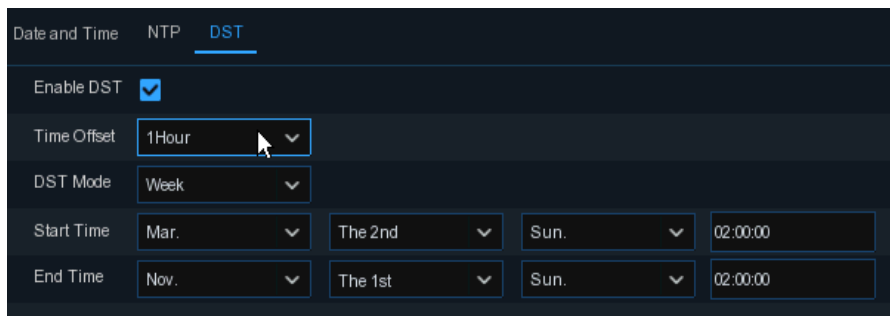 Date and Time NTP DST
Enable DST
Time Offset 1Hour
DST Mode Week
Start Time Mar. The 2nd Sun. 02:00:00
End Time Nov. The 1st Sun. 02:00:00